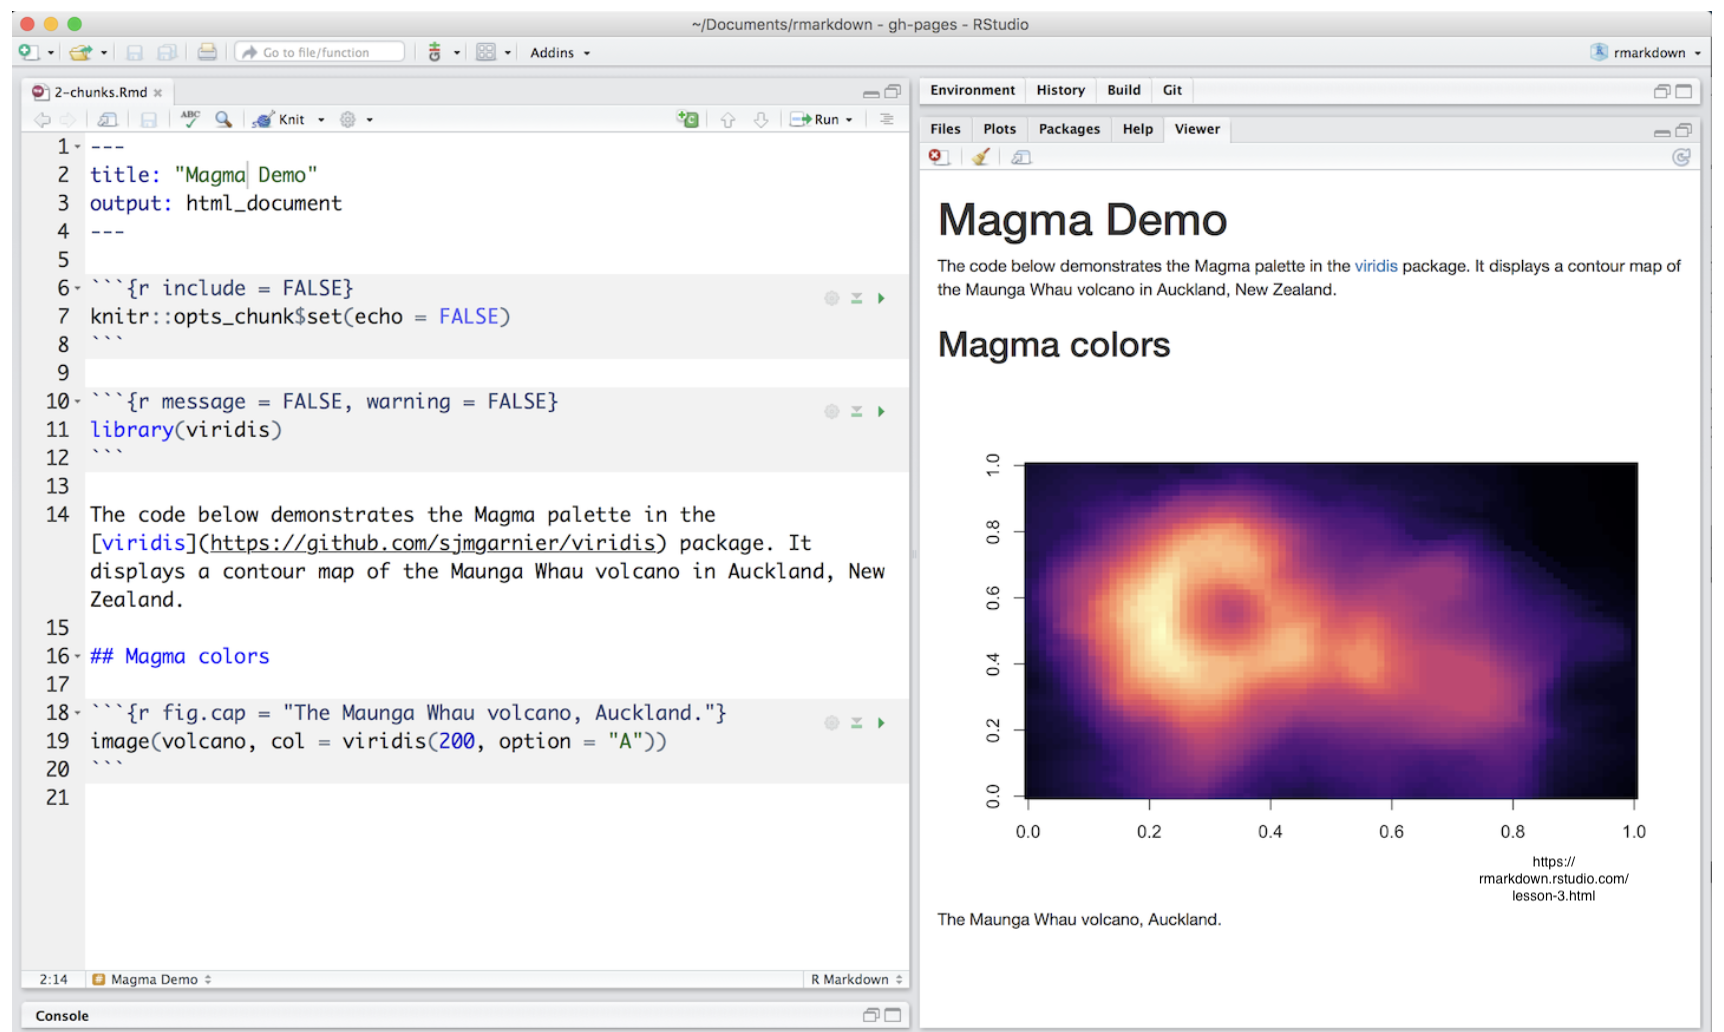 ~/Documents/rmarkdown - gh-pages - RStudio
Go to file/function
Addins
rmarkdown
2-chunks.Rmd
ABC
Knit
Run
1 ---
2 title: "Magma Demo"
3 output: html_document
4 ---
5
6 ```{r include = FALSE}
7 knitr::opts_chunk$set(echo = FALSE)
8 ```
9
10 ```{r message = FALSE, warning = FALSE}
11 library(viridis)
12 ```
13
14 The code below demonstrates the Magma palette in the
[viridis](https://github.com/sjmgarnier/viridis) package. It
displays a contour map of the Maunga Whau volcano in Auckland, New
Zealand.
15
16 ## Magma colors
17
18 ```{r fig.cap = "The Maunga Whau volcano, Auckland."}
19 image(volcano, col = viridis(200, option = "A"))
20 ```
21
2:14 # Magma Demo R Markdown
Console
Environment History Build Git
Files Plots Packages Help Viewer
Magma Demo
The code below demonstrates the Magma palette in the viridis package. It displays a contour map of
the Maunga Whau volcano in Auckland, New Zealand.
Magma colors
1.0
0.8
0.6
0.4
0.2
0.0
0.0 0.2 0.4 0.6 0.8 1.0
https://
rmarkdown.rstudio.com/
lesson-3.html
The Maunga Whau volcano, Auckland.